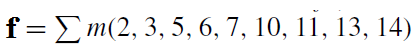 f = ∑ m(2, 3, 5, 6, 7, 10, 11, 13, 14)